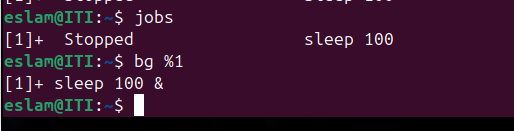 eslam@ITI:~$ jobs
[1]+  Stopped                 sleep 100
eslam@ITI:~$ bg %1
[1]+ sleep 100 &
eslam@ITI:~$